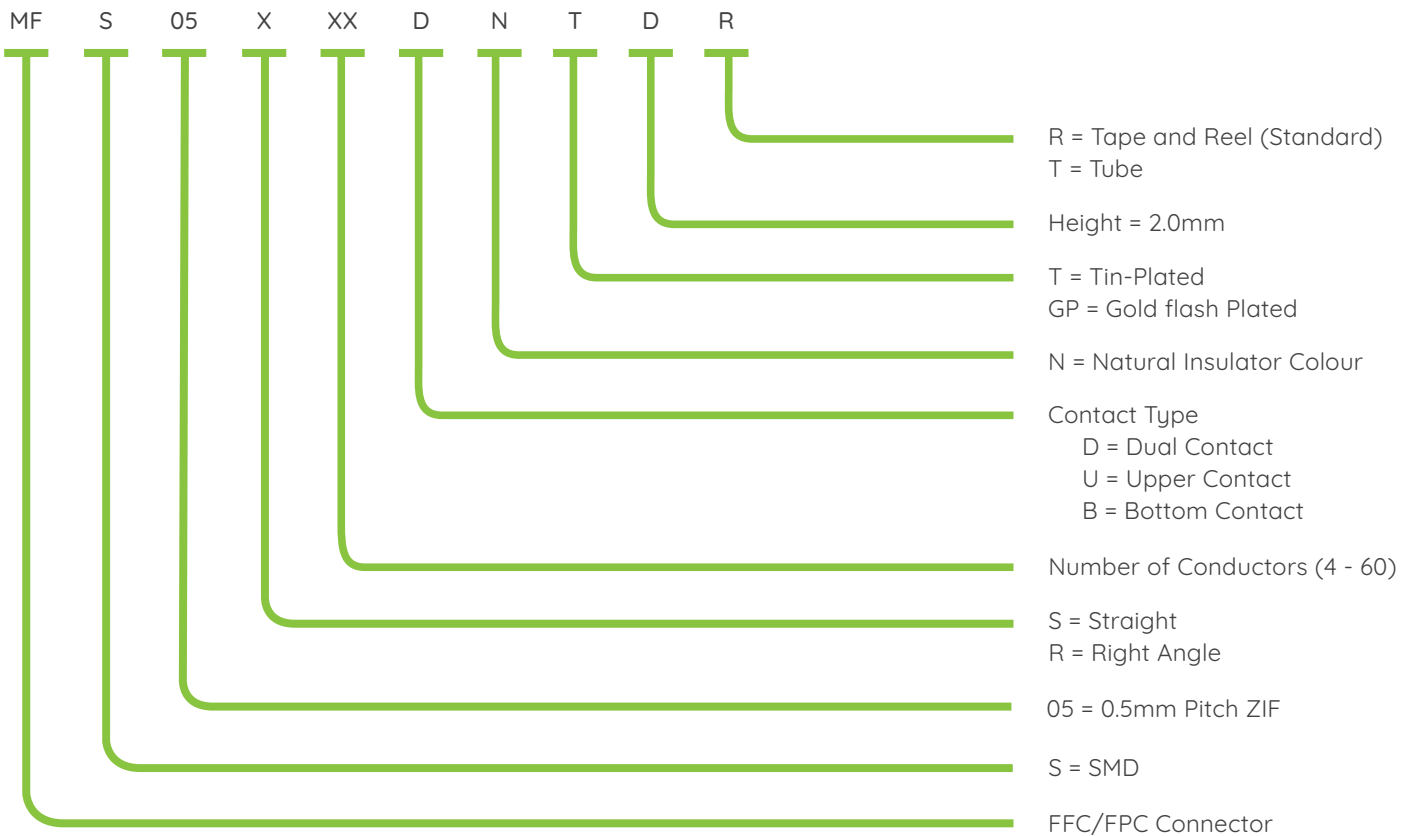 MF S 05 X XX D N T D R
R = Tape and Reel (Standard)
T = Tube
Height = 2.0mm
T = Tin-Plated
GP = Gold flash Plated
N = Natural Insulator Colour
Contact Type
D = Dual Contact
U = Upper Contact
B = Bottom Contact
Number of Conductors (4 - 60)
S = Straight
R = Right Angle
05 = 0.5mm Pitch ZIF
S = SMD
FFC/FPC Connector